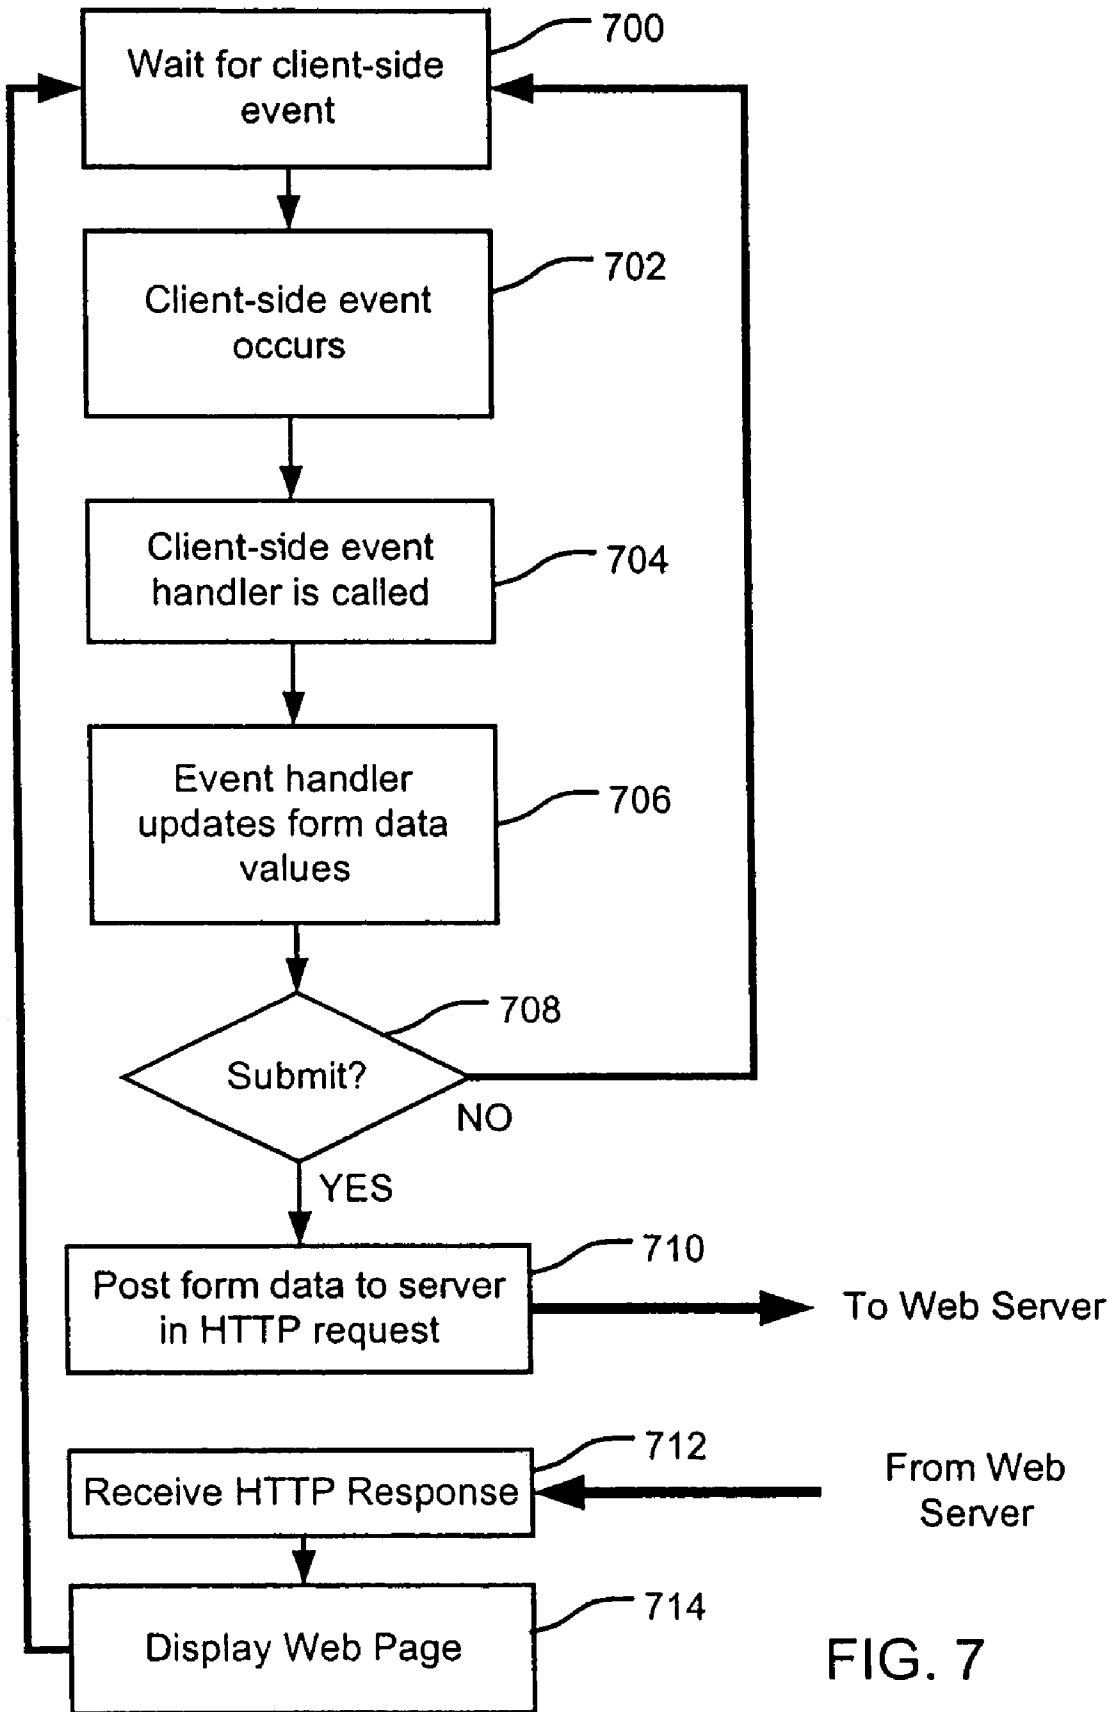 700
Wait for client-side
event
702
Client-side event
occurs
704
Client-side event
handler is called
706
Event handler
updates form data
values
708
Submit?
NO
YES
710
Post form data to server
in HTTP request
To Web Server
712
Receive HTTP Response
From Web
Server
714
Display Web Page
FIG. 7